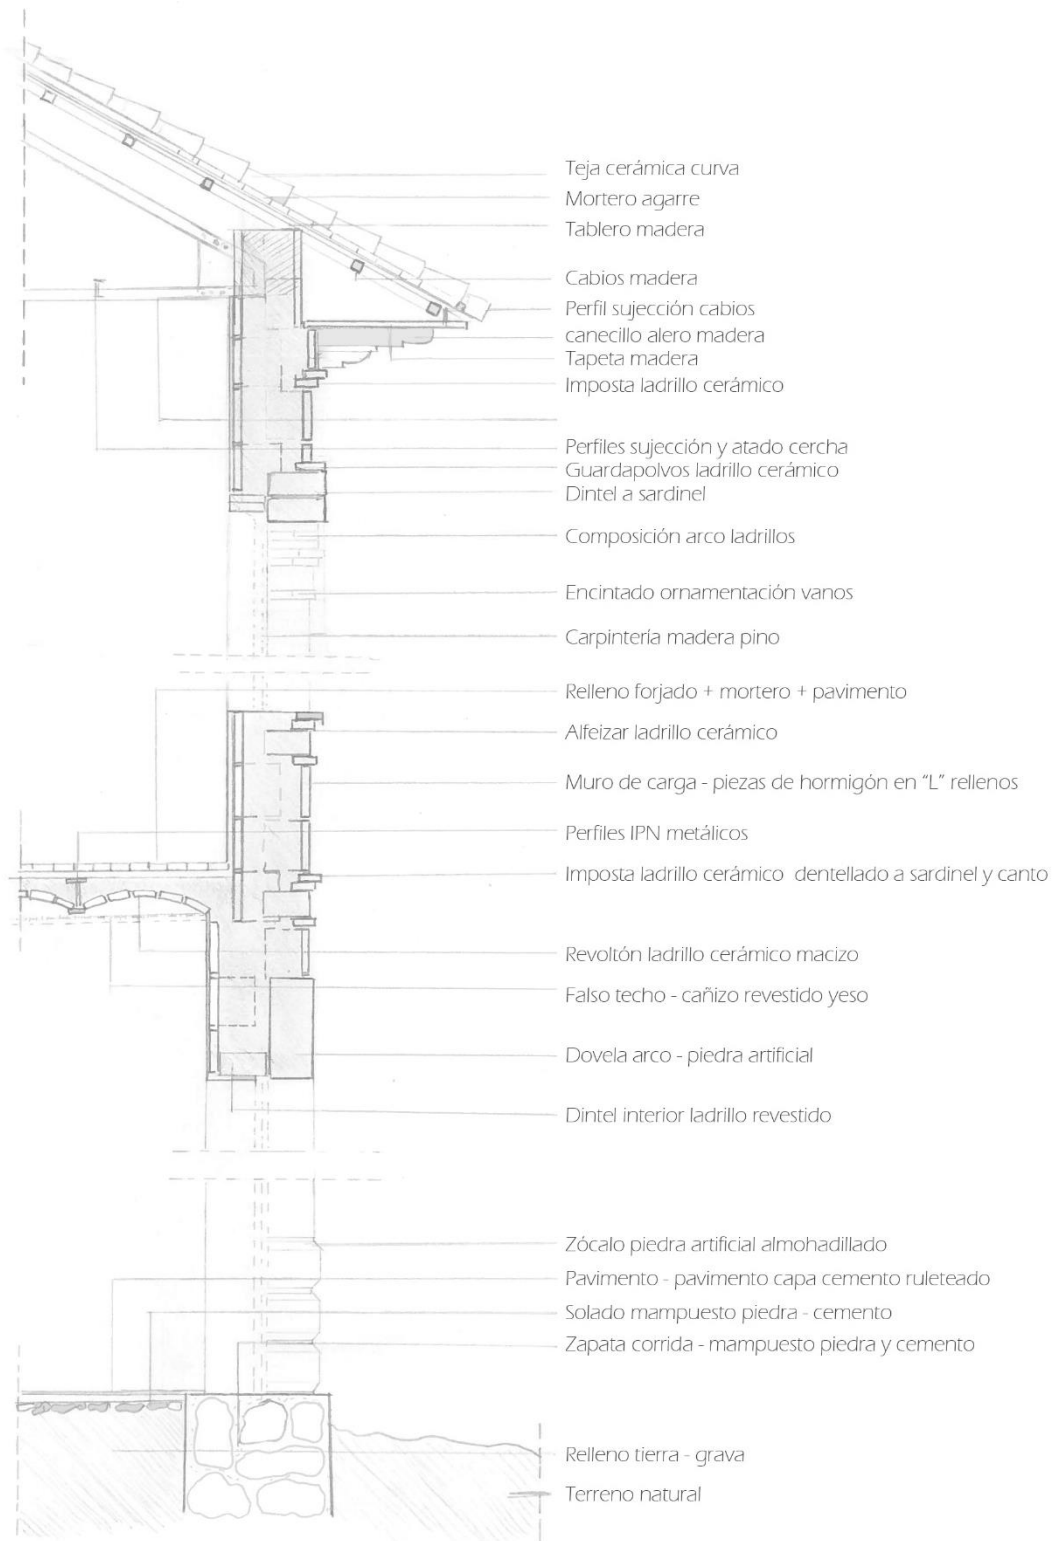 Teja cerámica curva
Mortero agarre
Tablero madera
Cabios madera
Perfil sujección cabios
canecillo alero madera
Tapeta madera
Imposta ladrillo cerámico
Perfiles sujección y atado cercha
Guardapolvos ladrillo cerámico
Dintel a sardinel
Composición arco ladrillos
Encintado ornamentación vanos
Carpintería madera pino
Relleno forjado + mortero + pavimento
Alfeizar ladrillo cerámico
Muro de carga - piezas de hormigón en "L" rellenos
Perfiles IPN metálicos
Imposta ladrillo cerámico dentellado a sardinel y canto
Revoltón ladrillo cerámico macizo
Falso techo - cañizo revestido yeso
Dovela arco - piedra artificial
Dintel interior ladrillo revestido
Zócalo piedra artificial almohadillado
Pavimento - pavimento capa cemento ruleteado
Solado mampuesto piedra - cemento
Zapata corrida - mampuesto piedra y cemento
Relleno tierra - grava
Terreno natural